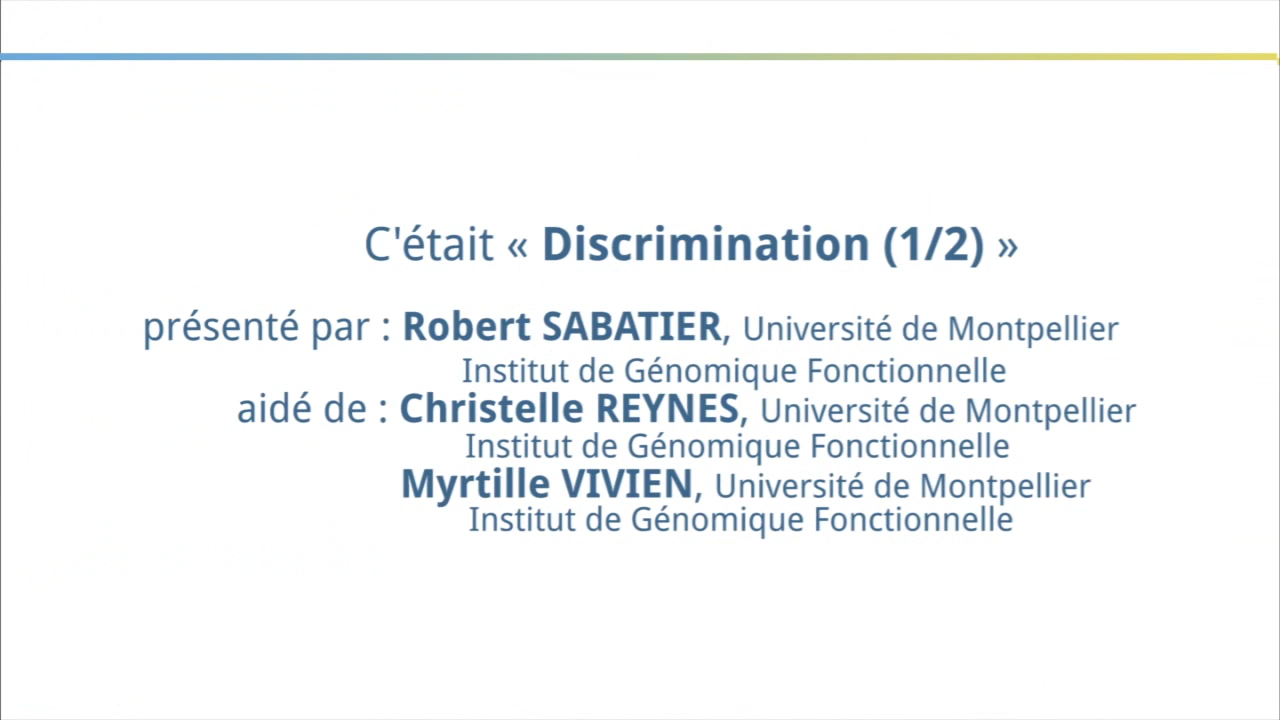 C'était « Discrimination (1/2) »
présenté par : Robert SABATIER, Université de Montpellier
Institut de Génomique Fonctionnelle
aidé de : Christelle REYNES, Université de Montpellier
Institut de Génomique Fonctionnelle
Myrtille VIVIEN, Université de Montpellier
Institut de Génomique Fonctionnelle